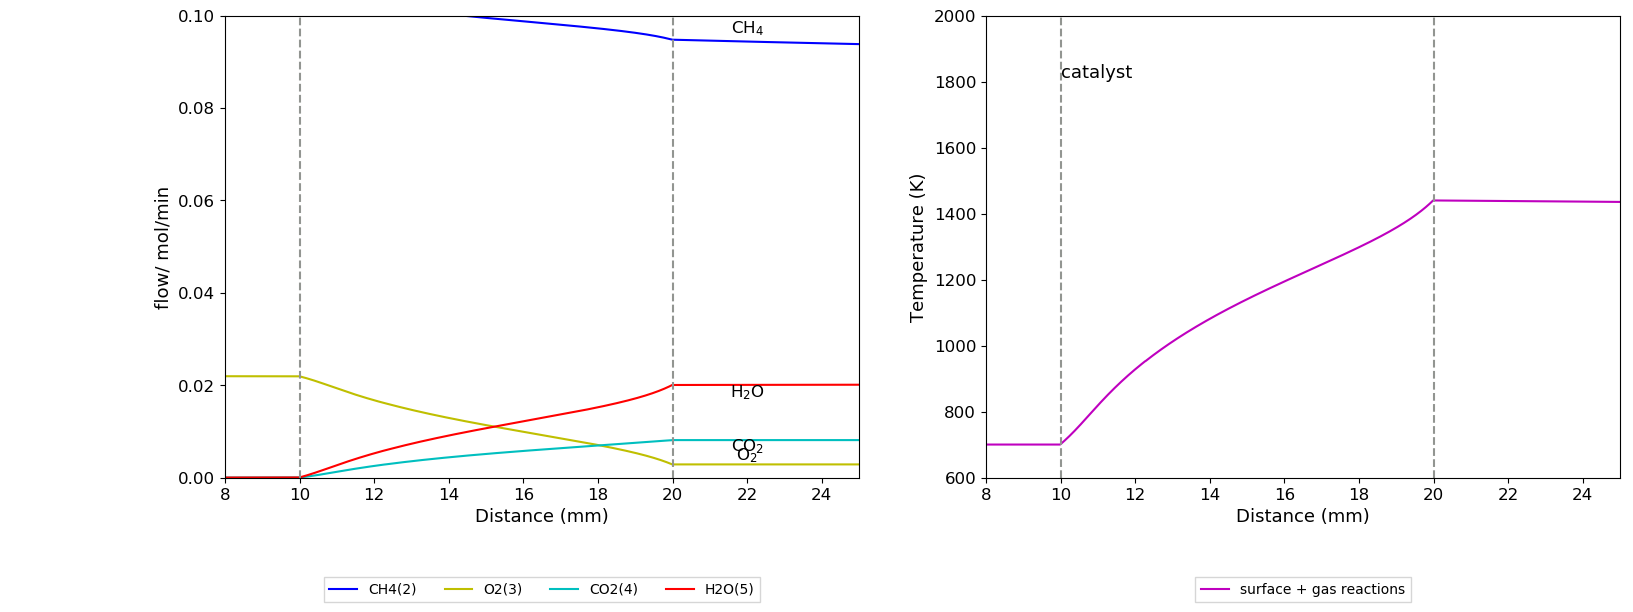 0.10
0.08
0.06
0.04
0.02
0.00
flow/ mol/min
CH₄
H₂O
CO₂
O₂
8 10 12 14 16 18 20 22 24
Distance (mm)
CH4(2) O2(3) CO2(4) H2O(5)
2000
1800
1600
1400
1200
1000
800
600
Temperature (K)
catalyst
8 10 12 14 16 18 20 22 24
Distance (mm)
surface + gas reactions